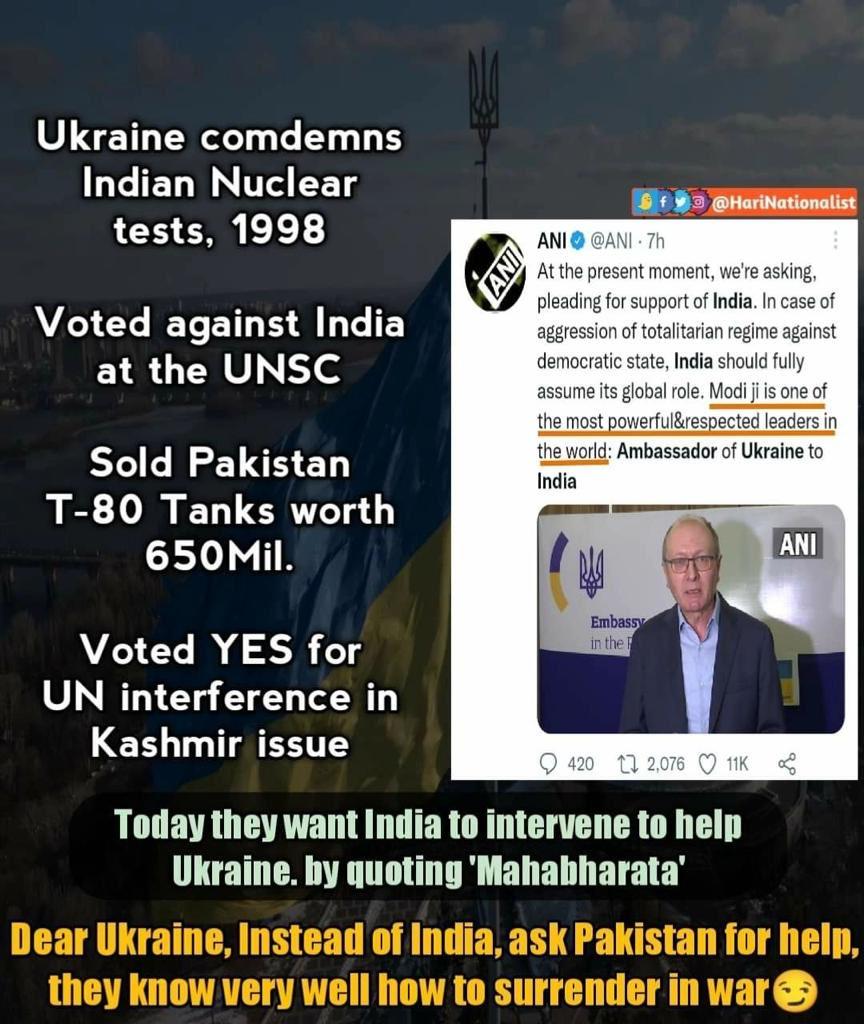 Ukraine comdemns
Indian Nuclear
tests, 1998
Voted against India
at the UNSC
Sold Pakistan
T-80 Tanks worth
650Mil.
Voted YES for
UN interference in
Kashmir issue
@HariNationalist
ANI @ANI · 7h
At the present moment, we're asking,
pleading for support of India. In case of
aggression of totalitarian regime against
democratic state, India should fully
assume its global role. Modi ji is one of
the most powerful&respected leaders in
the world: Ambassador of Ukraine to
India
ANI
ANI
Embassy
in the
420 2,076 11K
Today they want India to intervene to help
Ukraine. by quoting 'Mahabharata'
Dear Ukraine, Instead of India, ask Pakistan for help,
they know very well how to surrender in war😏